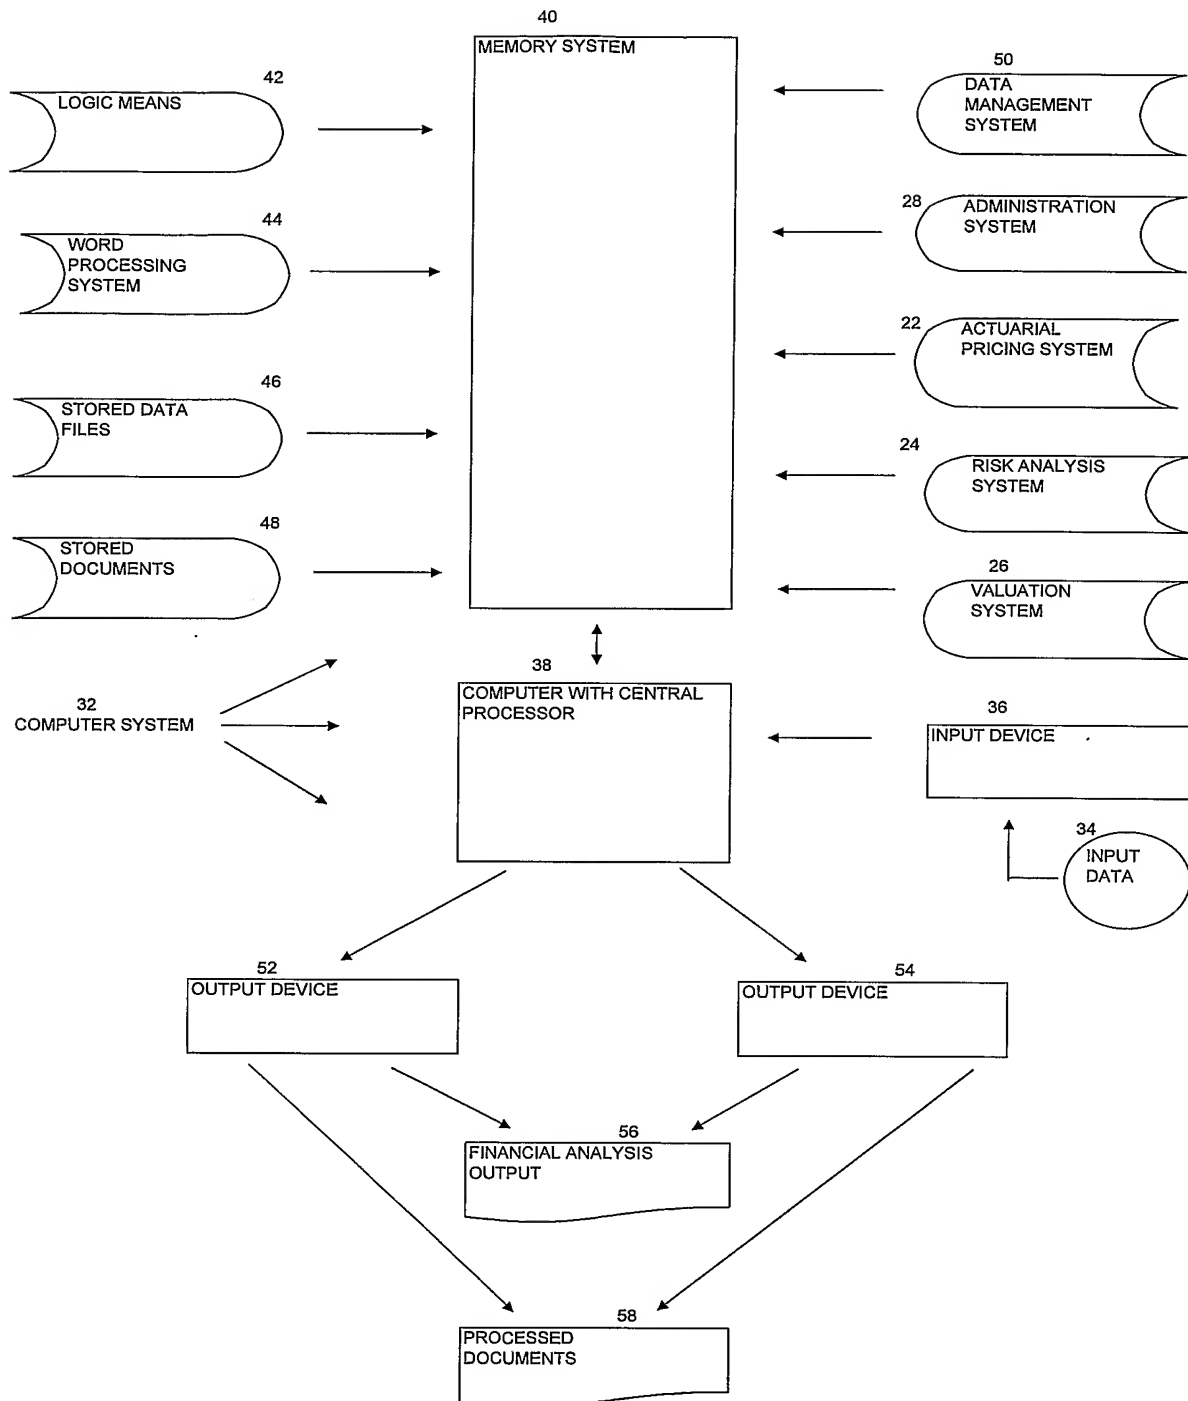 40
MEMORY SYSTEM
42
LOGIC MEANS
50
DATA
MANAGEMENT
SYSTEM
28
ADMINISTRATION
SYSTEM
44
WORD
PROCESSING
SYSTEM
22
ACTUARIAL
PRICING SYSTEM
46
STORED DATA
FILES
24
RISK ANALYSIS
SYSTEM
48
STORED
DOCUMENTS
26
VALUATION
SYSTEM
32
COMPUTER SYSTEM
38
COMPUTER WITH CENTRAL
PROCESSOR
36
INPUT DEVICE
34
INPUT
DATA
52
OUTPUT DEVICE
54
OUTPUT DEVICE
56
FINANCIAL ANALYSIS
OUTPUT
58
PROCESSED
DOCUMENTS